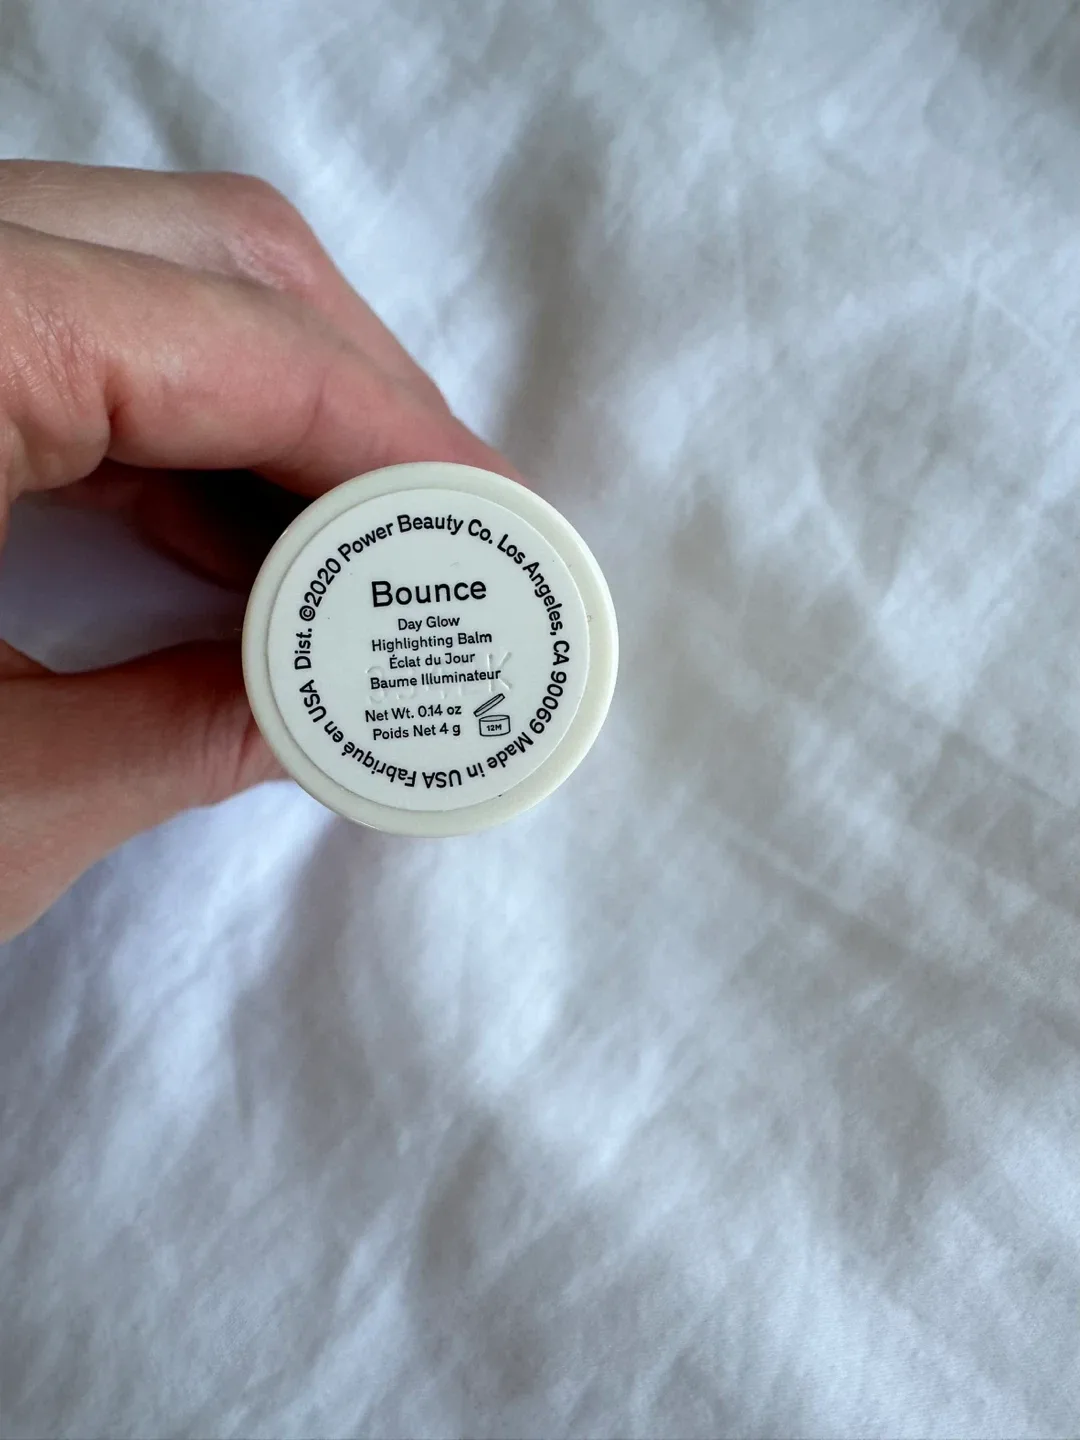 Dist. ©2020 Power Beauty Co. Los Angeles, CA 90069 Made in USA Fabriqué en USA
Bounce
Day Glow
Highlighting Balm
Éclat du Jour
Baume Illuminateur
Net Wt. 0.14 oz
Poids Net 4 g
12M